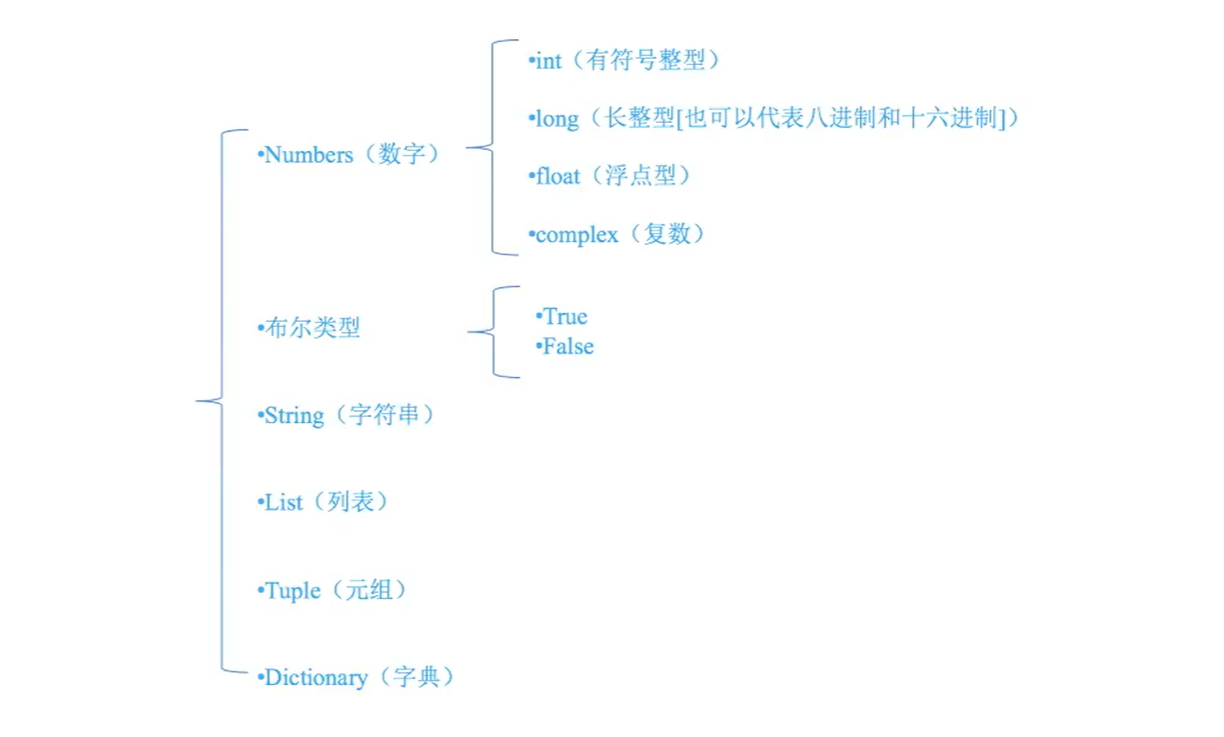 •Numbers（数字）
•int（有符号整型）
•long（长整型[也可以代表八进制和十六进制]）
•float（浮点型）
•complex（复数）
•布尔类型
•True
•False
•String（字符串）
•List（列表）
•Tuple（元组）
•Dictionary（字典）